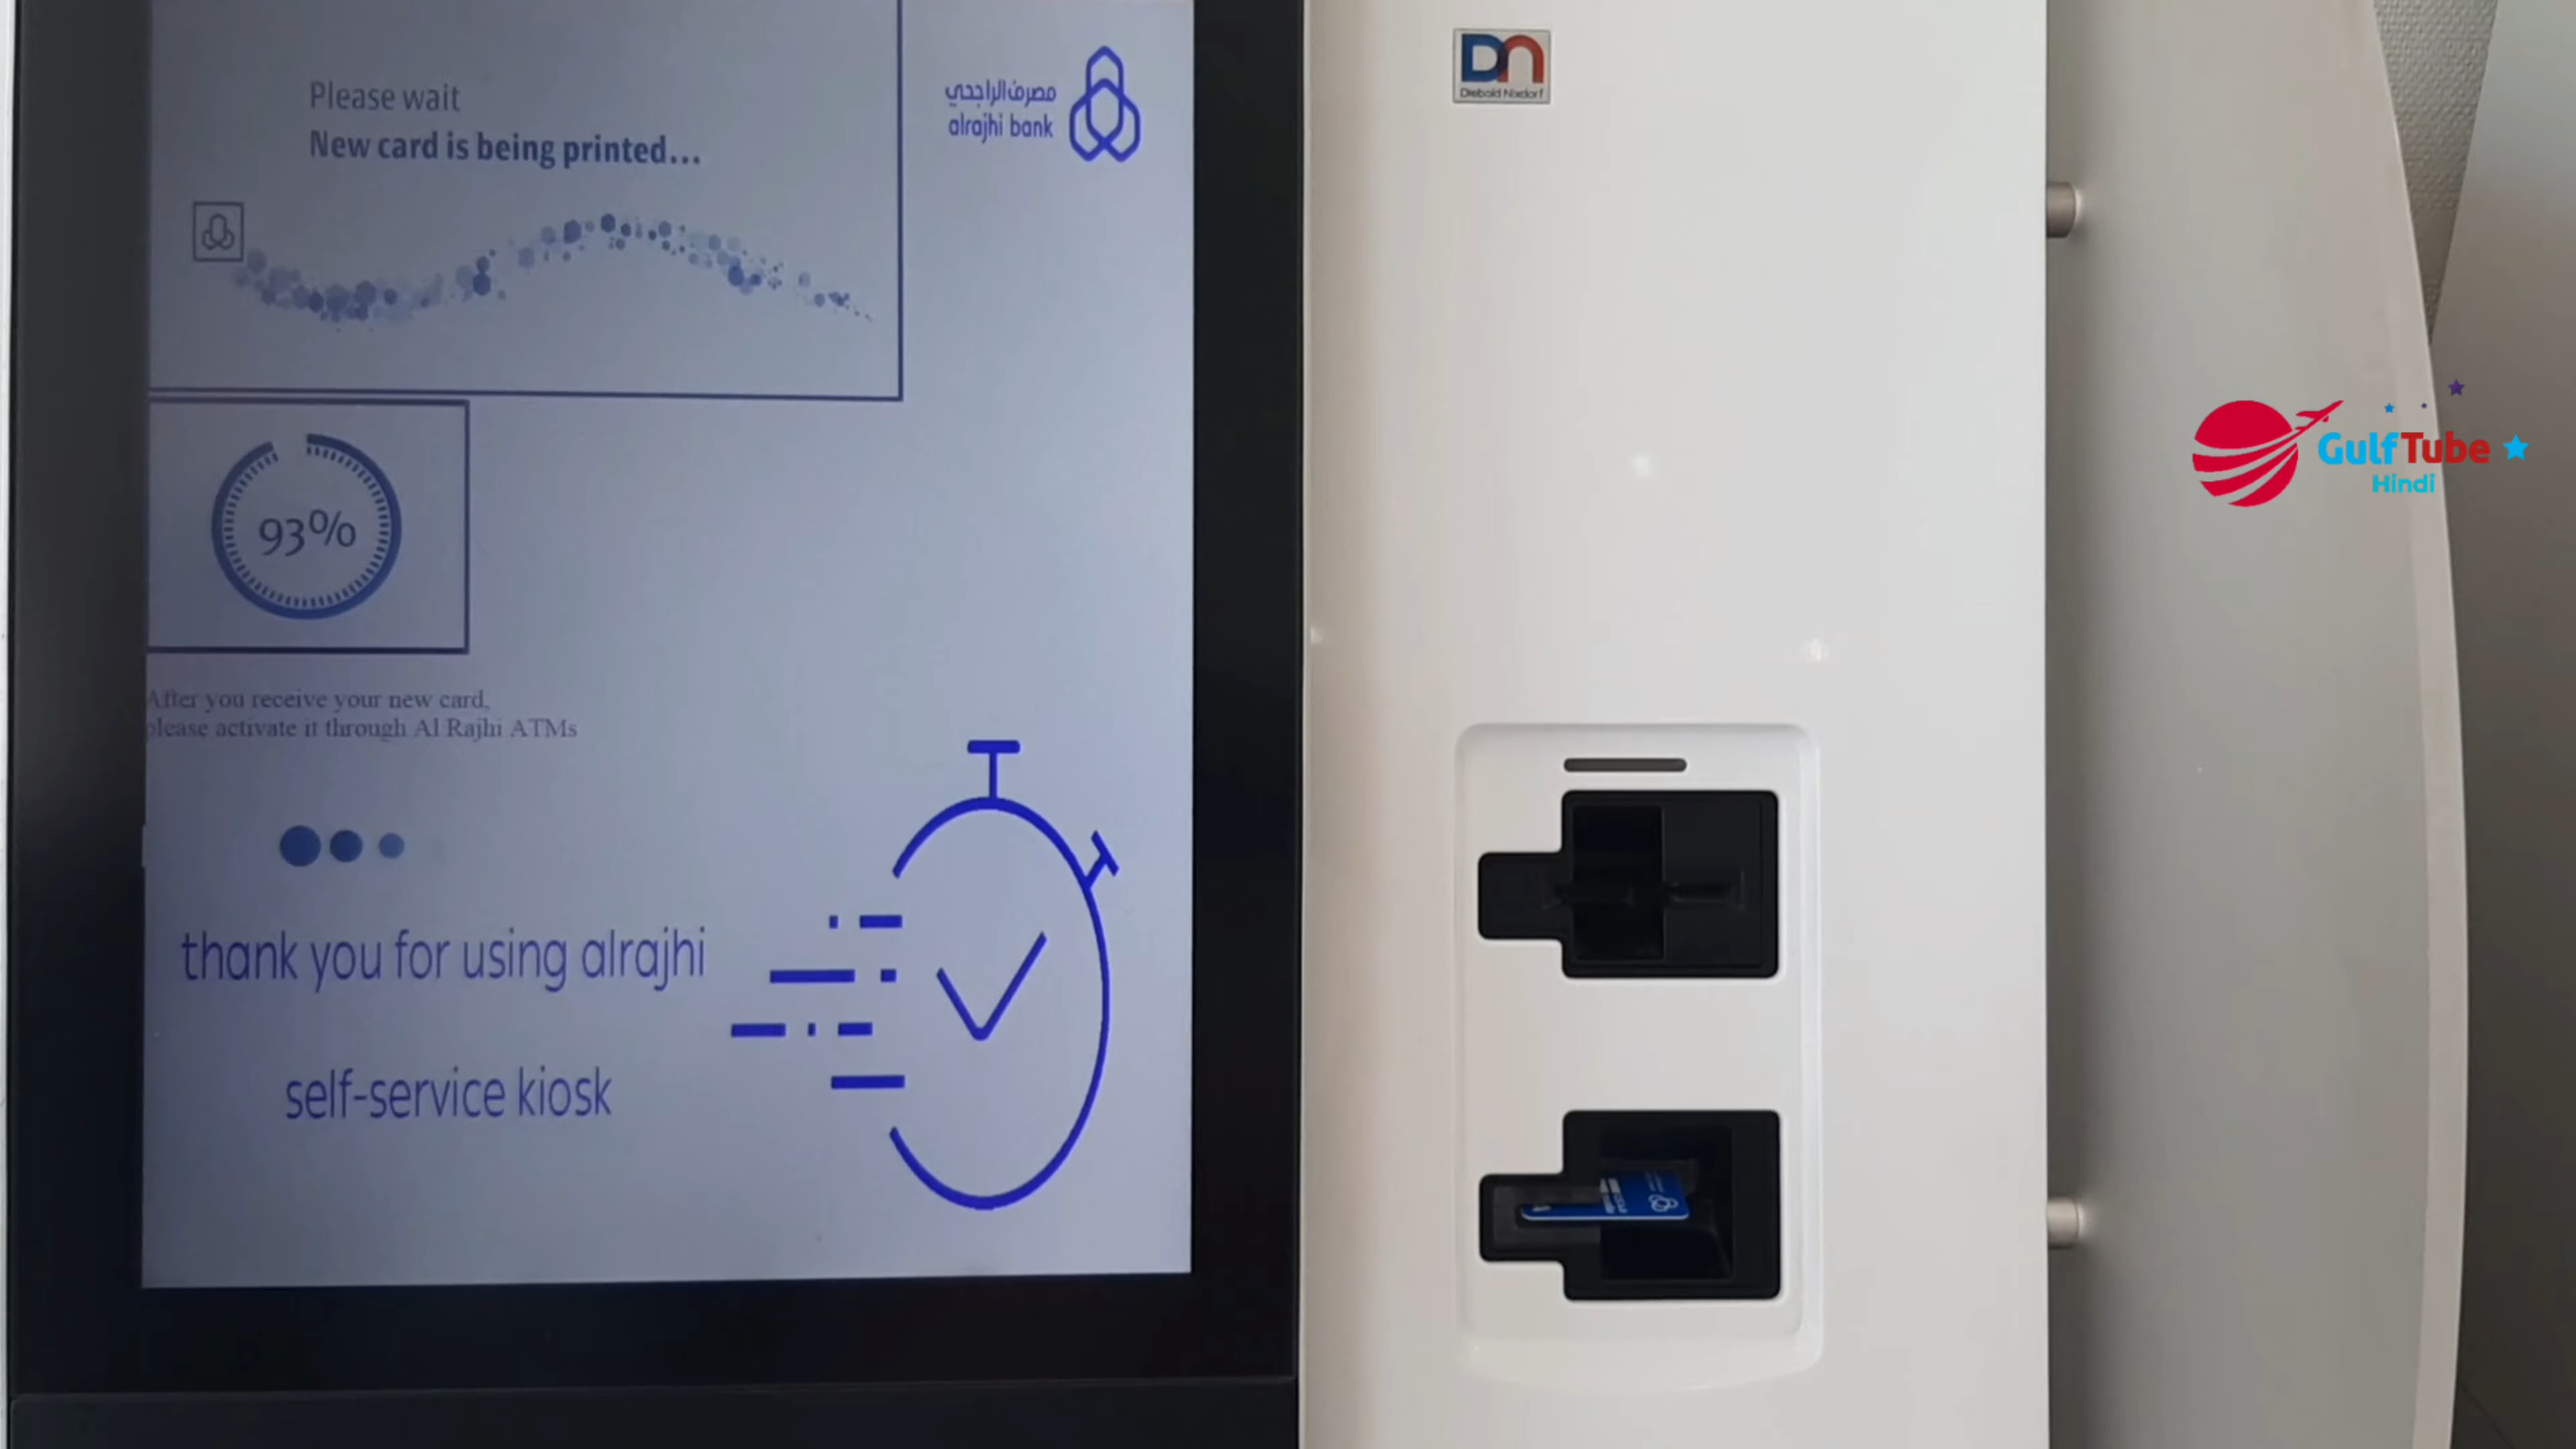 Please wait
New card is being printed...
مصرف الراجحي
alrajhi bank
93%
After you receive your new card,
please activate it through Al Rajhi ATMs
thank you for using alrajhi
self-service kiosk
DN
Diebold Nixdorf
GulfTube
Hindi